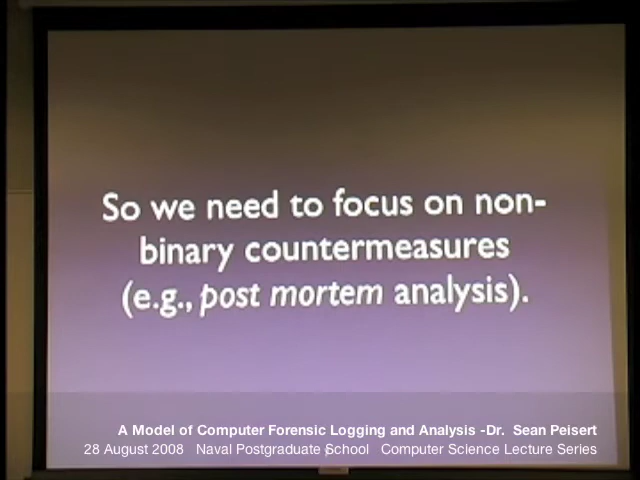 So we need to focus on non-
binary countermeasures
(e.g., post mortem analysis).
A Model of Computer Forensic Logging and Analysis -Dr. Sean Peisert
28 August 2008 Naval Postgraduate School Computer Science Lecture Series